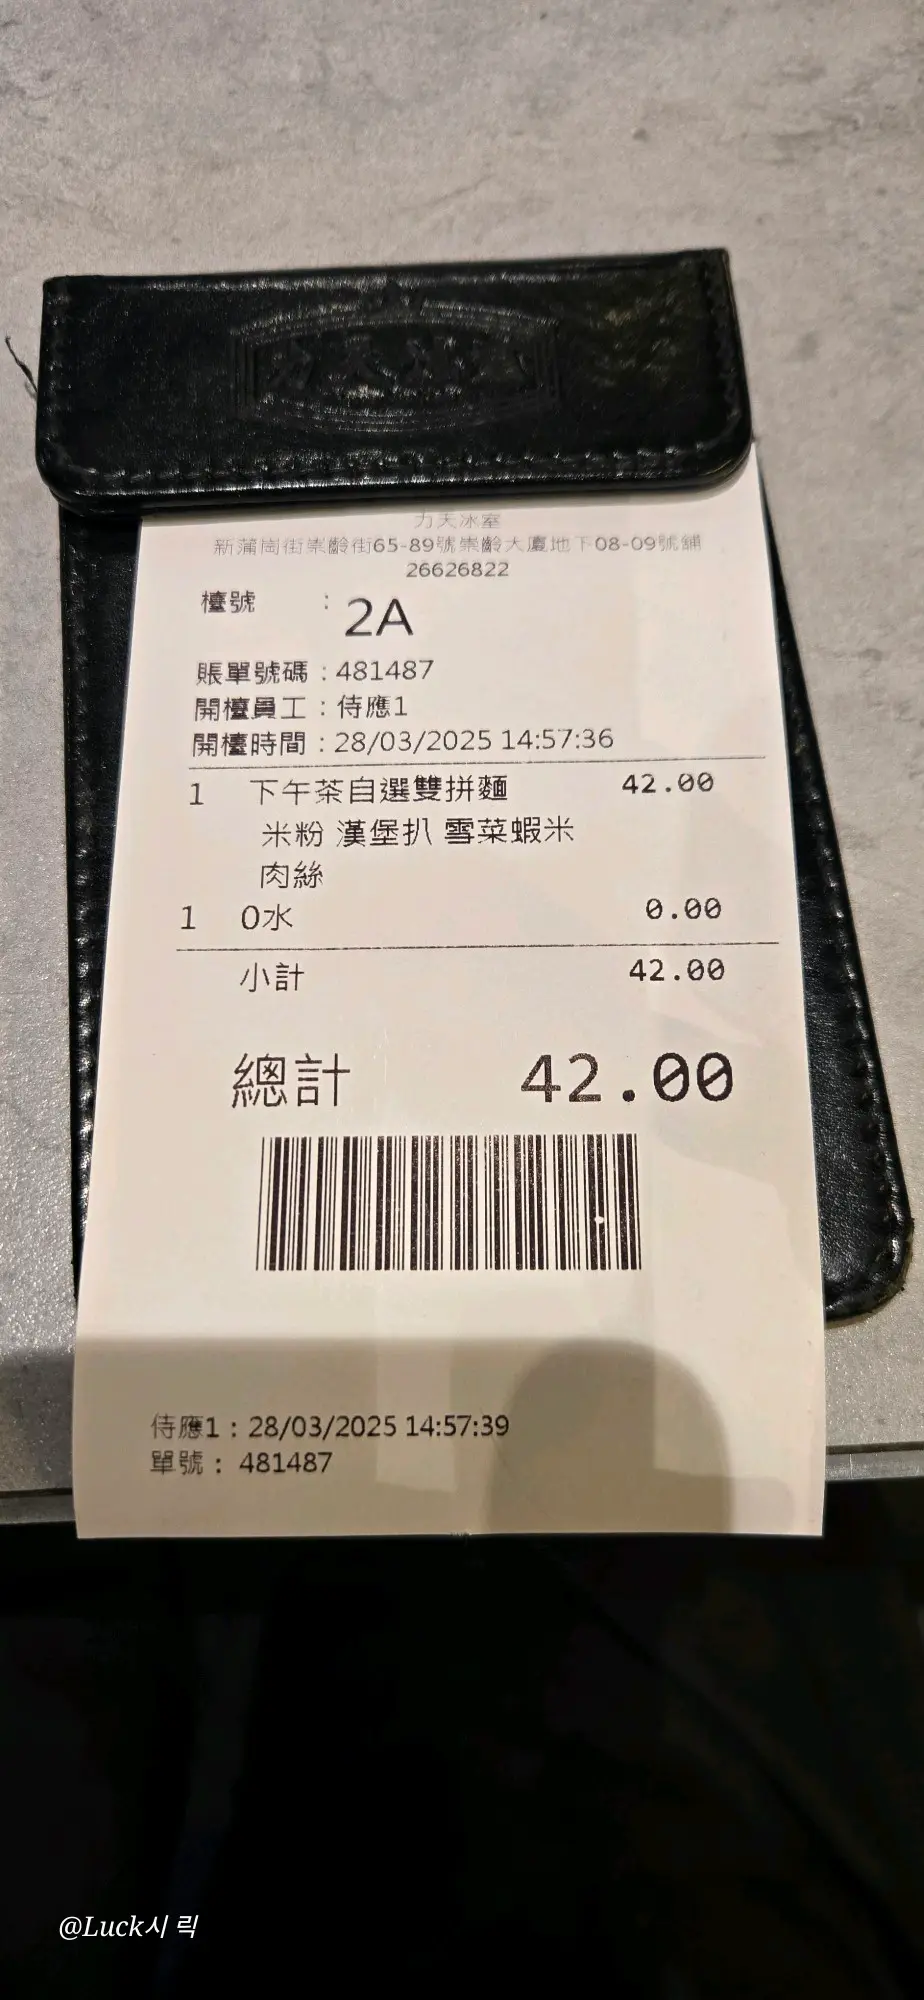 力天冰室
新蒲崗街崇齡街65-89號崇齡大廈地下08-09號舖
26626822
檯號 : 2A
賬單號碼 : 481487
開檯員工 : 侍應1
開檯時間 : 28/03/2025 14:57:36
1 下午茶自選雙拼麵 42.00
米粉 漢堡扒 雪菜蝦米
肉絲
1 0水 0.00
小計 42.00
總計 42.00
侍應1 : 28/03/2025 14:57:39
單號 : 481487
@Luck시 릭